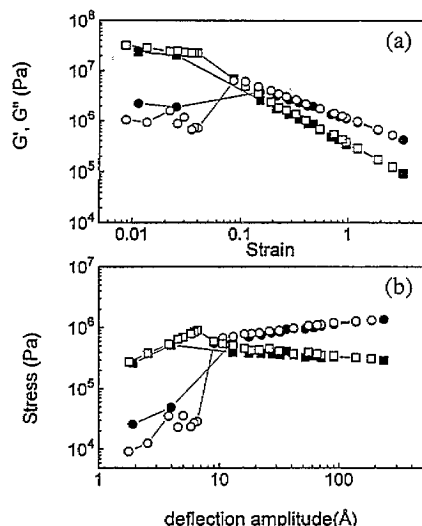 (a)
10⁸
10⁷
10⁶
10⁵
10⁴
G', G" (Pa)
0.01
0.1
1
Strain
(b)
10⁷
10⁶
10⁵
10⁴
Stress (Pa)
1
10
100
deflection amplitude(Å)